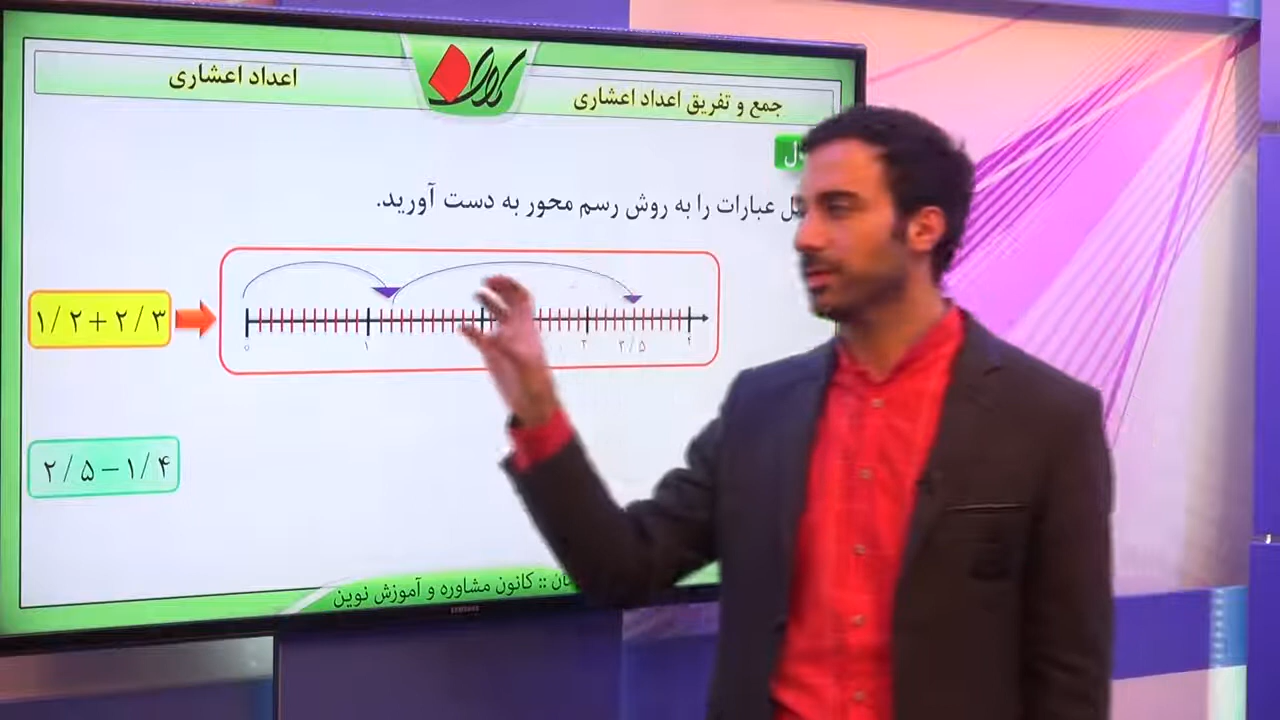 جمع و تفریق اعداد اعشاری
اعداد اعشاری
عبارات را به روش رسم محور به دست آورید.
۱/۲+۲/۳
۰ ۱ ۳ ۳/۵ ۴
۲/۵−۱/۴
:: کانون مشاوره و آموزش نوین
SAMSUNG